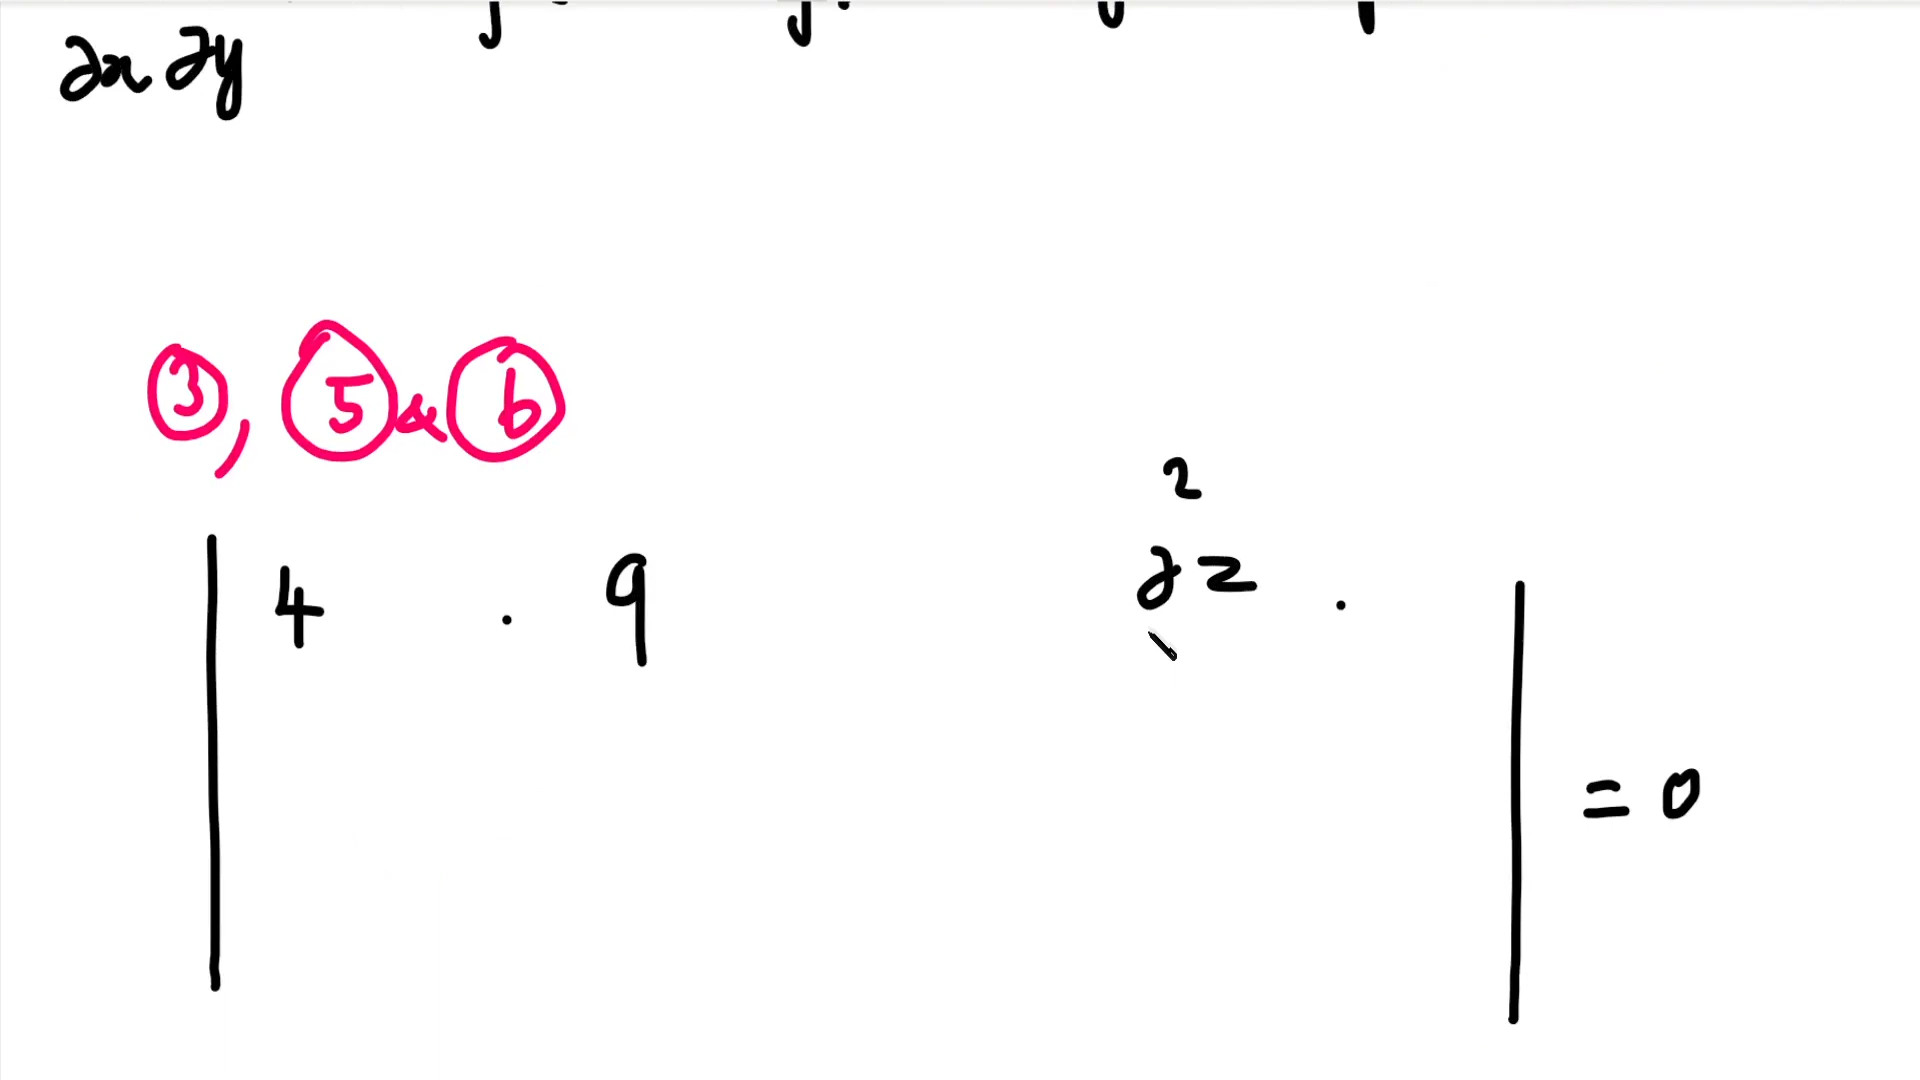 ∂x ∂y
③, ⑤ & ⑥
2
4 . 9 ∂z .
= 0